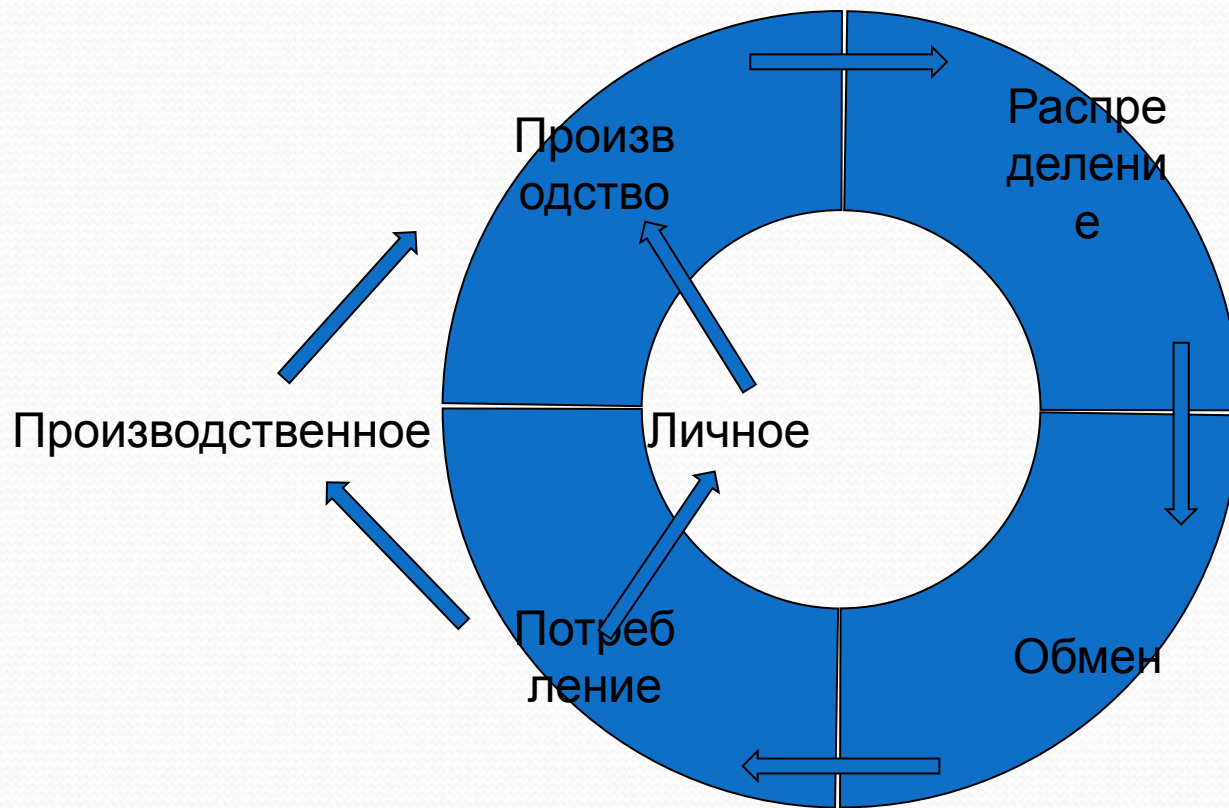 Произв
одство
Распре
делени
е
Производственное
Личное
Потреб
ление
Обмен